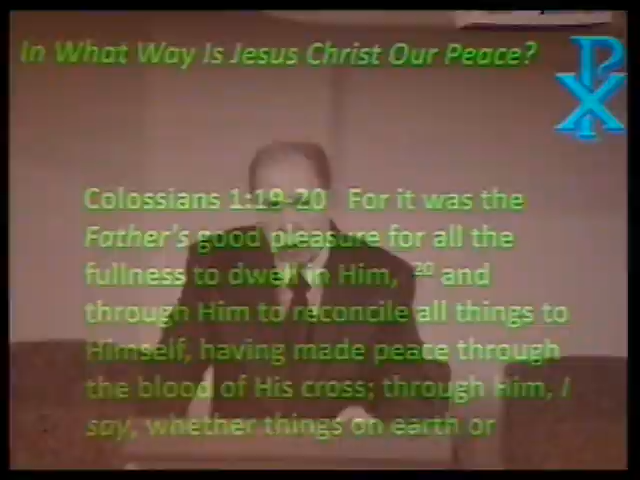 In What Way Is Jesus Christ Our Peace?
Colossians 1:19-20 For it was the
Father's good pleasure for all the
fullness to dwell in Him, 20 and
through Him to reconcile all things to
Himself, having made peace through
the blood of His cross; through Him, I
say, whether things on earth or